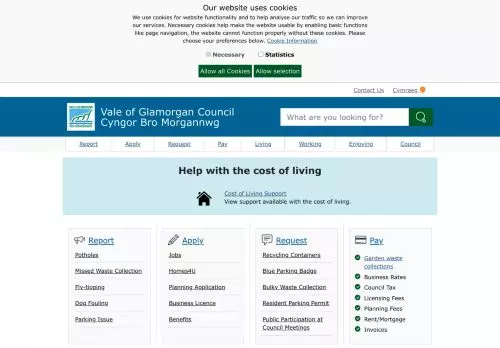 Our website uses cookies
We use cookies for website functionality and to help analyse our traffic so we can improve
our services. Necessary cookies help make the website usable by enabling basic functions
like page navigation, the website cannot function properly without these cookies. Please
choose your preferences below. Cookie Information
Necessary Statistics
Allow all Cookies Allow selection
Contact Us Cymraeg
Vale of Glamorgan Council
Cyngor Bro Morgannwg
What are you looking for?
Report Apply Request Pay Living Working Enjoying Council
Help with the cost of living
Cost of Living Support
View support available with the cost of living.
Report
Potholes
Missed Waste Collection
Fly-tipping
Dog Fouling
Parking Issue
Apply
Jobs
Homes4U
Planning Application
Business Licence
Benefits
Request
Recycling Containers
Blue Parking Badge
Bulky Waste Collection
Resident Parking Permit
Public Participation at
Council Meetings
Pay
Garden waste
collections
Business Rates
Council Tax
Licensing Fees
Planning Fees
Rent/Mortgage
Invoices